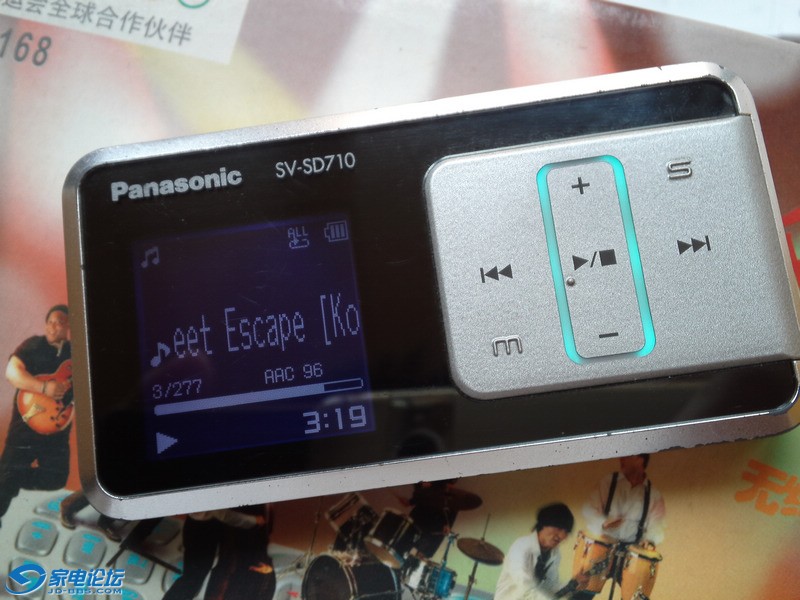 运会全球合作伙伴
168
Panasonic
SV-SD710
ALL
eet Escape [Ko
AAC 96
3/277
3:19
+
S
▶/■
m
−
无
家电论坛
JD-BBS.COM